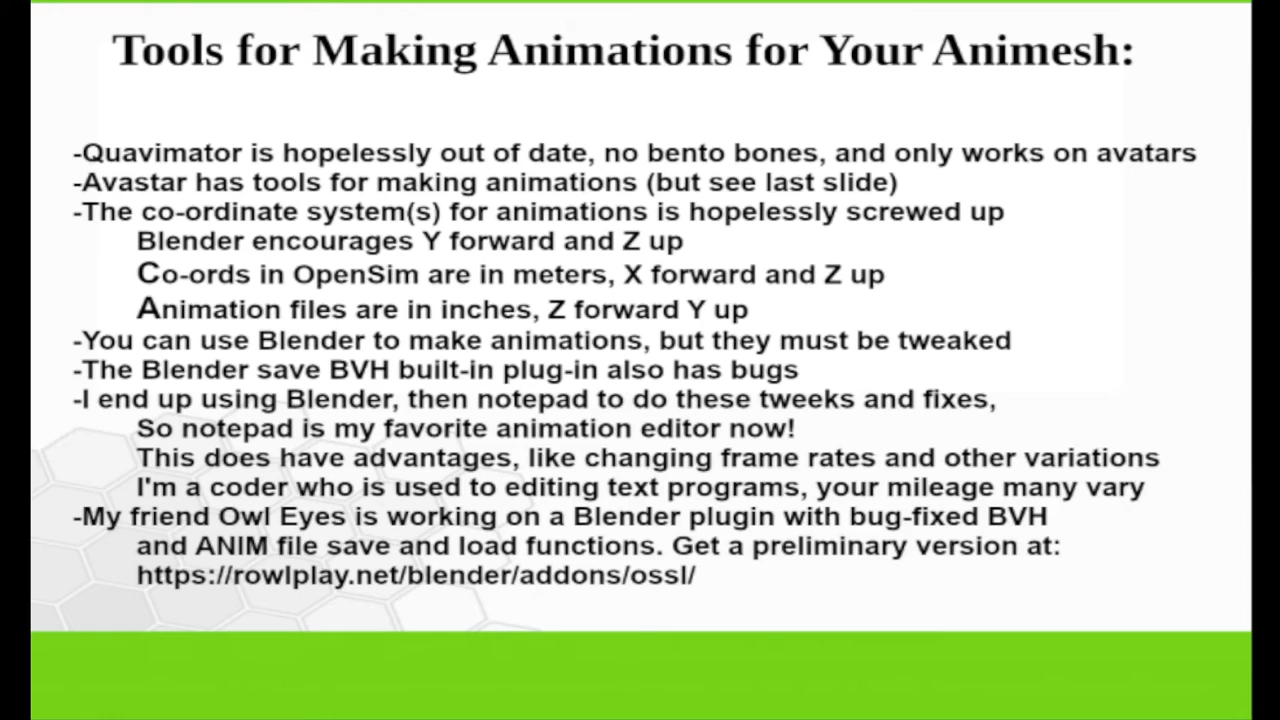 Tools for Making Animations for Your Animesh:
-Quavimator is hopelessly out of date, no bento bones, and only works on avatars
-Avastar has tools for making animations (but see last slide)
-The co-ordinate system(s) for animations is hopelessly screwed up
Blender encourages Y forward and Z up
Co-ords in OpenSim are in meters, X forward and Z up
Animation files are in inches, Z forward Y up
-You can use Blender to make animations, but they must be tweaked
-The Blender save BVH built-in plug-in also has bugs
-I end up using Blender, then notepad to do these tweeks and fixes,
So notepad is my favorite animation editor now!
This does have advantages, like changing frame rates and other variations
I'm a coder who is used to editing text programs, your mileage many vary
-My friend Owl Eyes is working on a Blender plugin with bug-fixed BVH
and ANIM file save and load functions. Get a preliminary version at:
https://rowlplay.net/blender/addons/ossl/